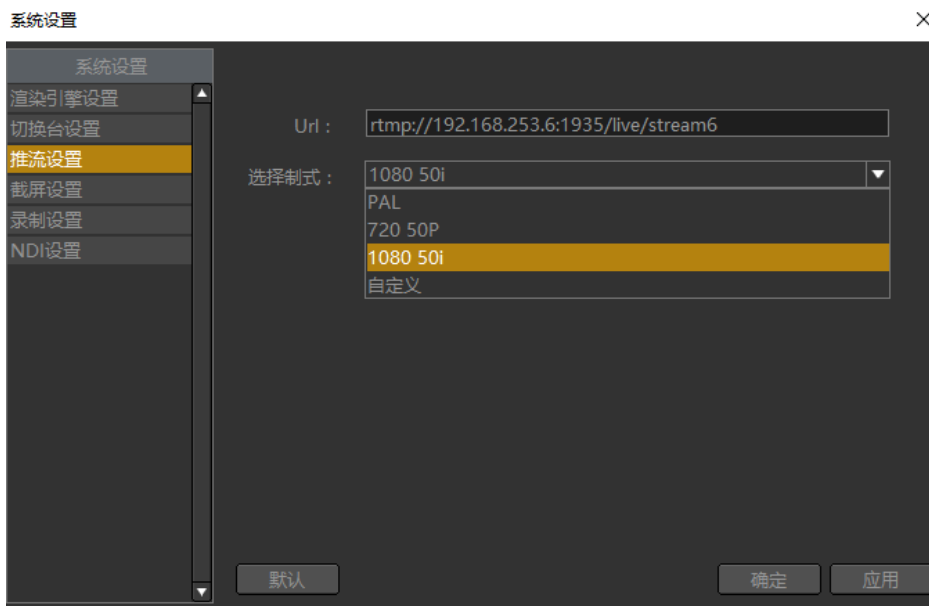 系统设置
系统设置
渲染引擎设置
切换台设置
推流设置
截屏设置
录制设置
NDI设置
Url：
rtmp://192.168.253.6:1935/live/stream6
选择制式：
1080 50i
PAL
720 50P
1080 50i
自定义
默认
确定
应用